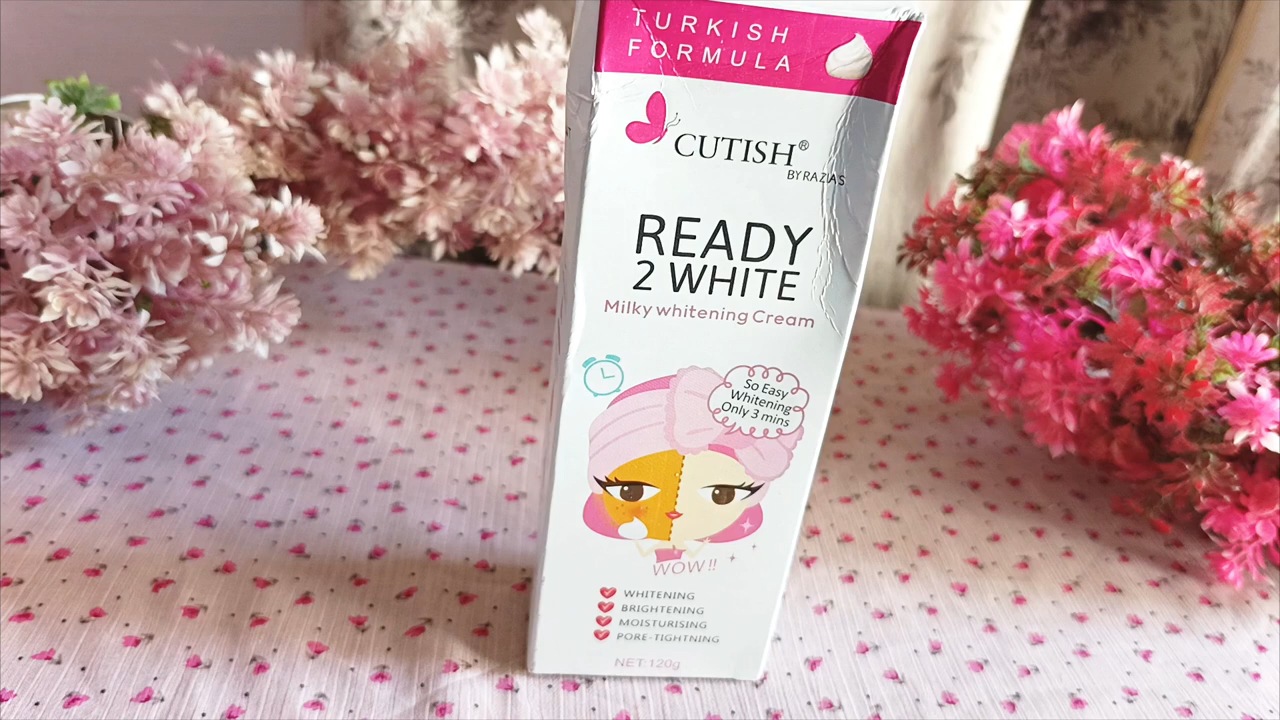 TURKISH
FORMULA
CUTISH®
BY RAZIA'S
READY
2 WHITE
Milky whitening Cream
So Easy
Whitening
Only 3 mins
WOW!!
WHITENING
BRIGHTENING
MOISTURISING
PORE-TIGHTNING
NET:120g